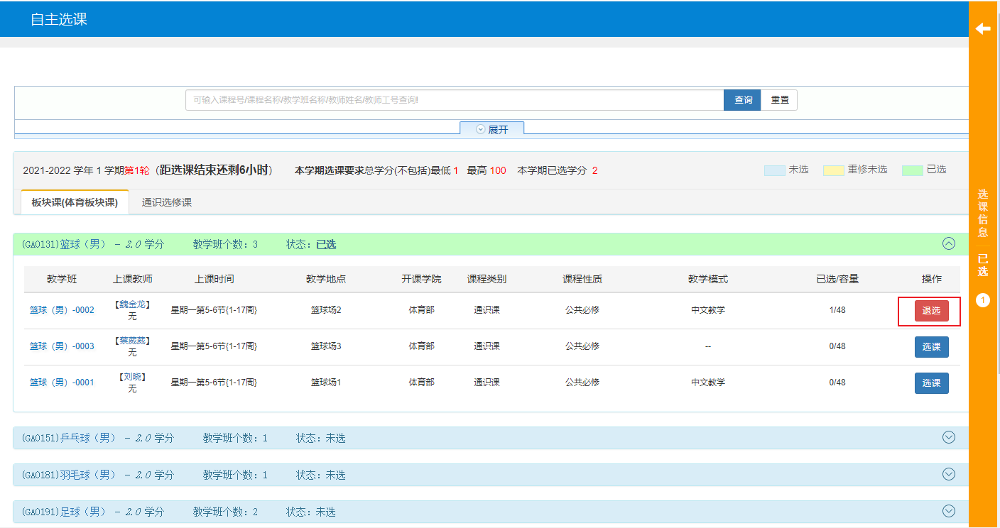 自主选课
可输入课程号/课程名称/教学班名称/教师姓名/教师工号查询! 查询 重置
展开
2021-2022 学年 1 学期第1轮（距选课结束还剩6小时） 本学期选课要求总学分(不包括)最低 1 最高 100 本学期已选学分 2 未选 重修未选 已选
板块课(体育板块课) 通识选修课
(GA0131)篮球（男） - 2.0 学分 教学班个数：3 状态：已选
教学班 上课教师 上课时间 教学地点 开课学院 课程类别 课程性质 教学模式 已选/容量 操作
篮球（男）-0002 【魏金龙】无 星期一第5-6节{1-17周} 篮球场2 体育部 通识课 公共必修 中文教学 1/48 退选
篮球（男）-0003 【蔡葳葳】无 星期一第5-6节{1-17周} 篮球场3 体育部 通识课 公共必修 -- 0/48 选课
篮球（男）-0001 【刘晓】无 星期一第5-6节{1-17周} 篮球场1 体育部 通识课 公共必修 中文教学 0/48 选课
(GA0151)乒乓球（男） - 2.0 学分 教学班个数：1 状态：未选
(GA0181)羽毛球（男） - 2.0 学分 教学班个数：1 状态：未选
(GA0191)足球（男） - 2.0 学分 教学班个数：2 状态：未选
选课信息
已选
1